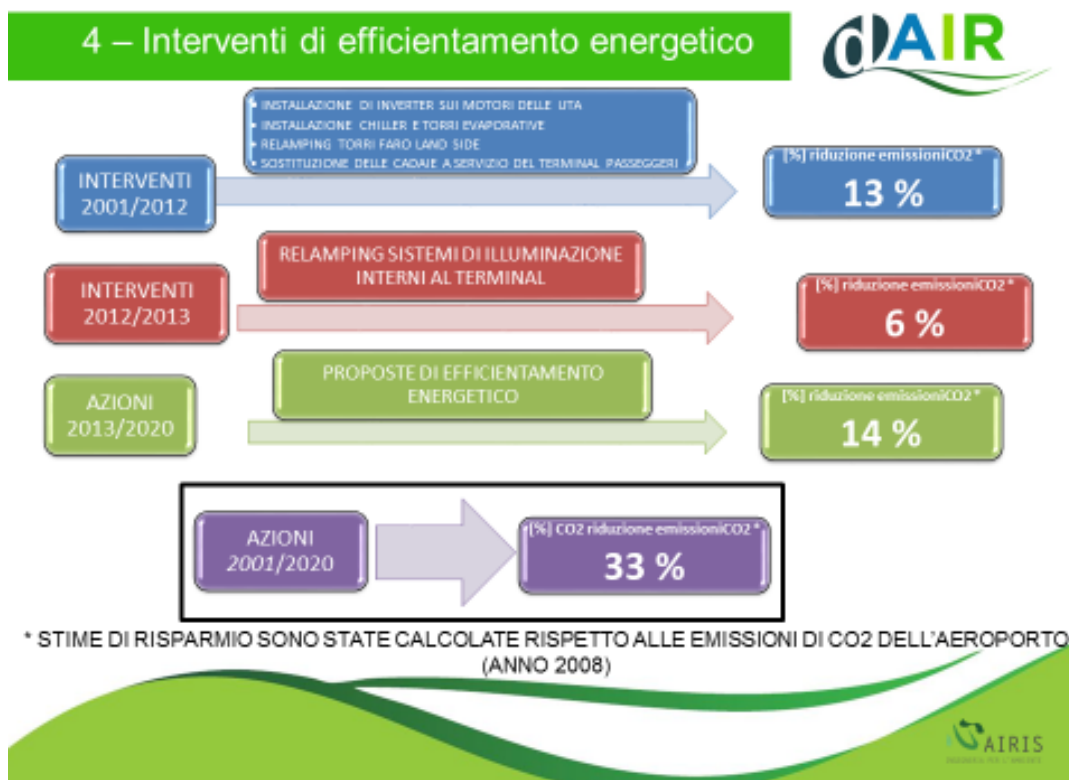 4 – Interventi di efficientamento energetico
dAIR
• INSTALLAZIONE DI INVERTER SUI MOTORI DELLE UTA
• INSTALLAZIONE CHILLER E TORRI EVAPORATIVE
• RELAMPING TORRI FARO LAND SIDE
• SOSTITUZIONE DELLE CADAIE A SERVIZIO DEL TERMINAL PASSEGGERI
INTERVENTI
2001/2012
[%] riduzione emissioniCO2 *
13 %
RELAMPING SISTEMI DI ILLUMINAZIONE
INTERNI AL TERMINAL
INTERVENTI
2012/2013
[%] riduzione emissioniCO2 *
6 %
PROPOSTE DI EFFICIENTAMENTO
ENERGETICO
AZIONI
2013/2020
[%] riduzione emissioniCO2 *
14 %
AZIONI
2001/2020
[%] CO2 riduzione emissioniCO2 *
33 %
* STIME DI RISPARMIO SONO STATE CALCOLATE RISPETTO ALLE EMISSIONI DI CO2 DELL'AEROPORTO
(ANNO 2008)
AIRIS
INGEGNERIA PER L'AMBIENTE